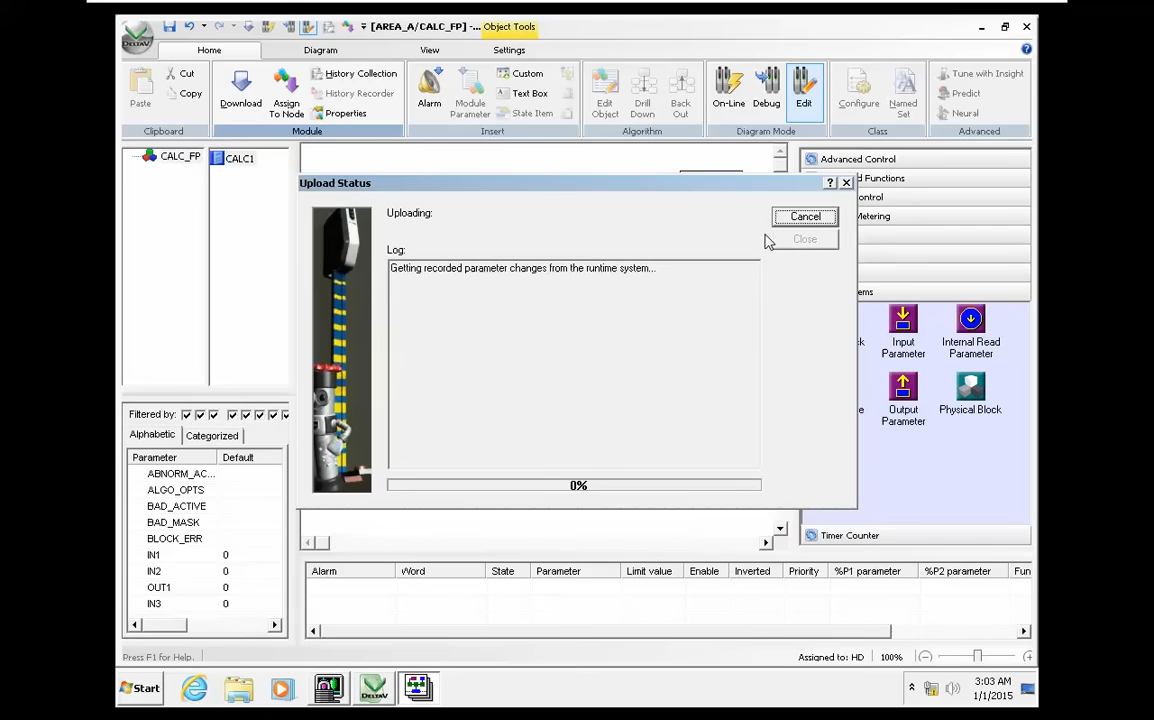 [AREA_A/CALC_FP] -... Object Tools
DELTAV
Home Diagram View Settings
Paste Cut Copy
Clipboard
Download Assign To Node History Collection History Recorder Properties
Module
Alarm Module Parameter Custom Text Box State Item
Insert
Edit Object Drill Down Back Out
Algorithm
On-Line Debug Edit
Diagram Mode
Configure Named Set
Class
Tune with Insight Predict Neural
Advanced
CALC_FP CALC1
Advanced Control
d Functions
ontrol
Metering
ems
Upload Status
Uploading:
Cancel
Close
Log:
Getting recorded parameter changes from the runtime system...
0%
ck Input Parameter Internal Read Parameter
ce Output Parameter Physical Block
Timer Counter
Filtered by:
Alphabetic Categorized
Parameter Default
ABNORM_AC...
ALGO_OPTS
BAD_ACTIVE
BAD_MASK
BLOCK_ERR
IN1 0
IN2 0
OUT1 0
IN3 0
Alarm Word State Parameter Limit value Enable Inverted Priority %P1 parameter %P2 parameter Fun
Press F1 for Help.
Assigned to: HD 100%
Start
DELTAV
3:03 AM
1/1/2015